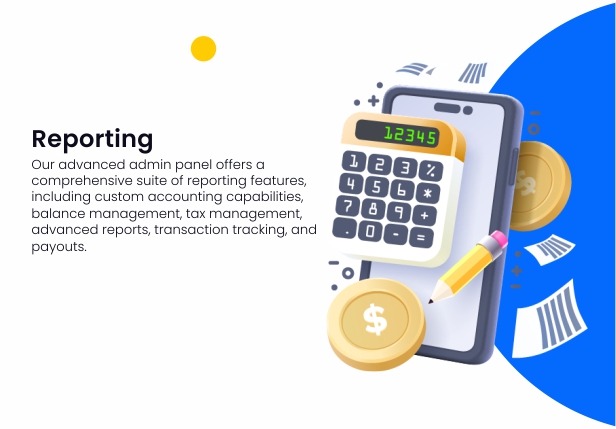 Reporting
Our advanced admin panel offers a
comprehensive suite of reporting features,
including custom accounting capabilities,
balance management, tax management,
advanced reports, transaction tracking, and
payouts.
12345
1 2 3 %
4 5 6 *
7 8 9 +
. 0 - =
$
$